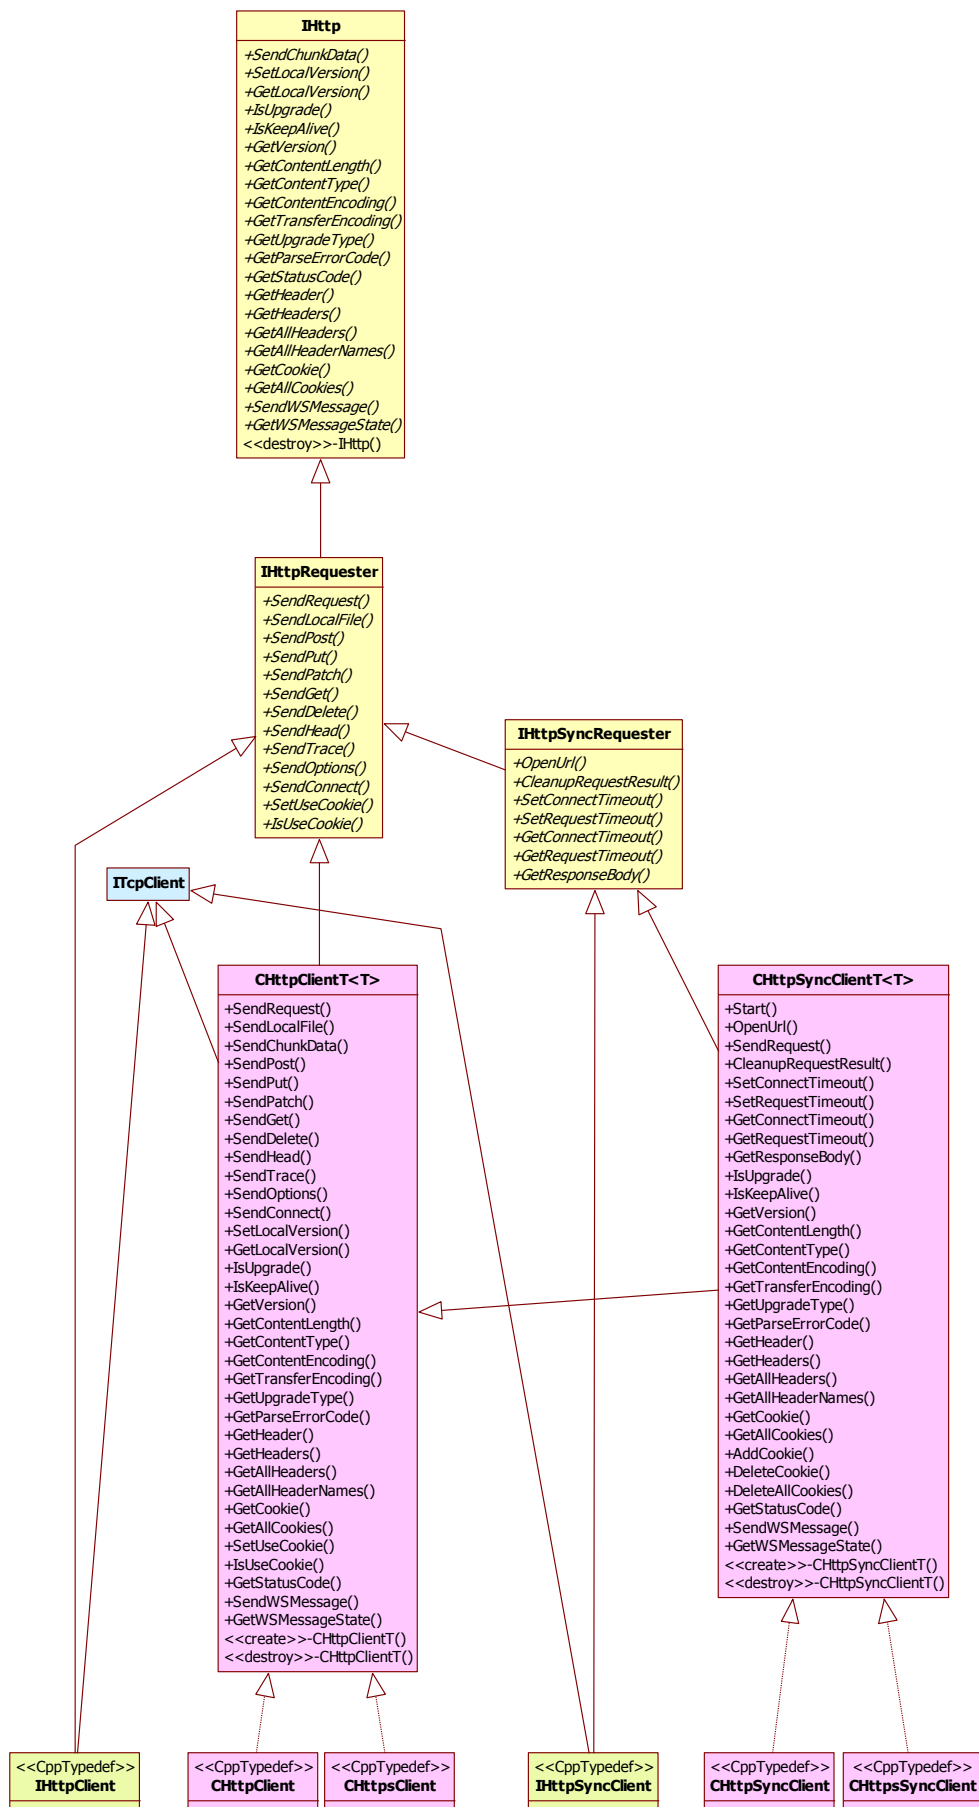 IHttp
+SendChunkData()
+SetLocalVersion()
+GetLocalVersion()
+IsUpgrade()
+IsKeepAlive()
+GetVersion()
+GetContentLength()
+GetContentType()
+GetContentEncoding()
+GetTransferEncoding()
+GetUpgradeType()
+GetParseErrorCode()
+GetStatusCode()
+GetHeader()
+GetHeaders()
+GetAllHeaders()
+GetAllHeaderNames()
+GetCookie()
+GetAllCookies()
+SendWSMessage()
+GetWSMessageState()
<<destroy>>-IHttp()
IHttpRequester
+SendRequest()
+SendLocalFile()
+SendPost()
+SendPut()
+SendPatch()
+SendGet()
+SendDelete()
+SendHead()
+SendTrace()
+SendOptions()
+SendConnect()
+SetUseCookie()
+IsUseCookie()
IHttpSyncRequester
+OpenUrl()
+CleanupRequestResult()
+SetConnectTimeout()
+SetRequestTimeout()
+GetConnectTimeout()
+GetRequestTimeout()
+GetResponseBody()
ITcpClient
CHttpClientT<T>
+SendRequest()
+SendLocalFile()
+SendChunkData()
+SendPost()
+SendPut()
+SendPatch()
+SendGet()
+SendDelete()
+SendHead()
+SendTrace()
+SendOptions()
+SendConnect()
+SetLocalVersion()
+GetLocalVersion()
+IsUpgrade()
+IsKeepAlive()
+GetVersion()
+GetContentLength()
+GetContentType()
+GetContentEncoding()
+GetTransferEncoding()
+GetUpgradeType()
+GetParseErrorCode()
+GetHeader()
+GetHeaders()
+GetAllHeaders()
+GetAllHeaderNames()
+GetCookie()
+GetAllCookies()
+SetUseCookie()
+IsUseCookie()
+GetStatusCode()
+SendWSMessage()
+GetWSMessageState()
<<create>>-CHttpClientT()
<<destroy>>-CHttpClientT()
CHttpSyncClientT<T>
+Start()
+OpenUrl()
+SendRequest()
+CleanupRequestResult()
+SetConnectTimeout()
+SetRequestTimeout()
+GetConnectTimeout()
+GetRequestTimeout()
+GetResponseBody()
+IsUpgrade()
+IsKeepAlive()
+GetVersion()
+GetContentLength()
+GetContentType()
+GetContentEncoding()
+GetTransferEncoding()
+GetUpgradeType()
+GetParseErrorCode()
+GetHeader()
+GetHeaders()
+GetAllHeaders()
+GetAllHeaderNames()
+GetCookie()
+GetAllCookies()
+AddCookie()
+DeleteCookie()
+DeleteAllCookies()
+GetStatusCode()
+SendWSMessage()
+GetWSMessageState()
<<create>>-CHttpSyncClientT()
<<destroy>>-CHttpSyncClientT()
<<CppTypedef>>
IHttpClient
<<CppTypedef>>
CHttpClient
<<CppTypedef>>
CHttpsClient
<<CppTypedef>>
IHttpSyncClient
<<CppTypedef>>
CHttpSyncClient
<<CppTypedef>>
CHttpsSyncClient